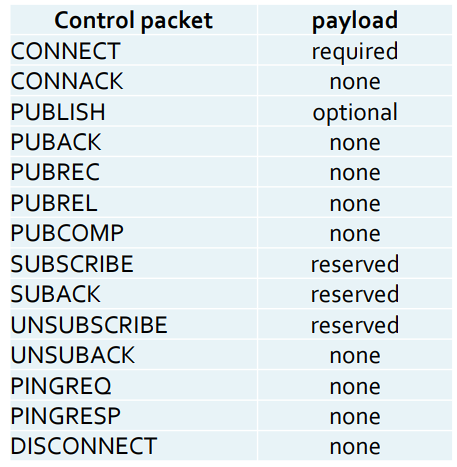 Control packet payload
CONNECT required
CONNACK none
PUBLISH optional
PUBACK none
PUBREC none
PUBREL none
PUBCOMP none
SUBSCRIBE reserved
SUBACK reserved
UNSUBSCRIBE reserved
UNSUBACK none
PINGREQ none
PINGRESP none
DISCONNECT none